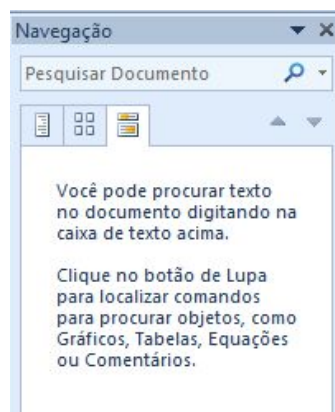 Navegação
Pesquisar Documento
Você pode procurar texto
no documento digitando na
caixa de texto acima.
Clique no botão de Lupa
para localizar comandos
para procurar objetos, como
Gráficos, Tabelas, Equações
ou Comentários.